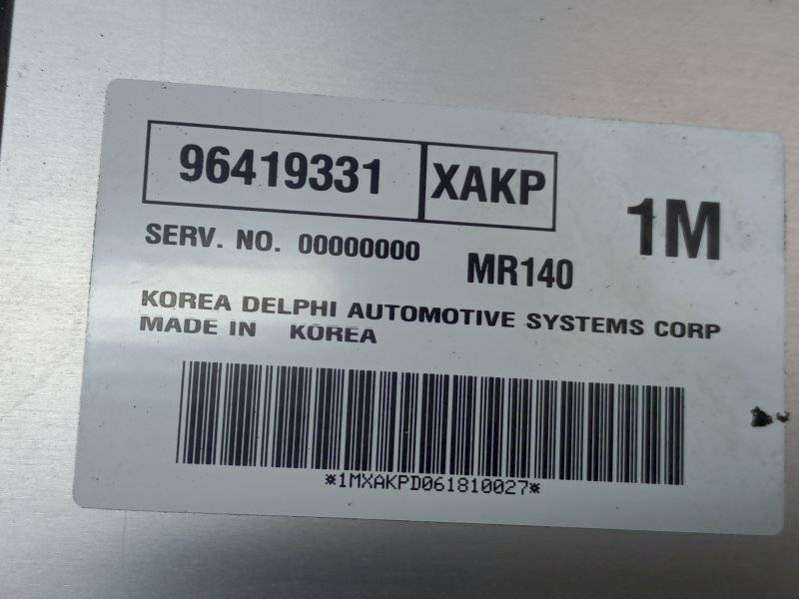 96419331 XAKP
1M
SERV. NO. 00000000 MR140
KOREA DELPHI AUTOMOTIVE SYSTEMS CORP
MADE IN KOREA
*1MXAKPD061810027*